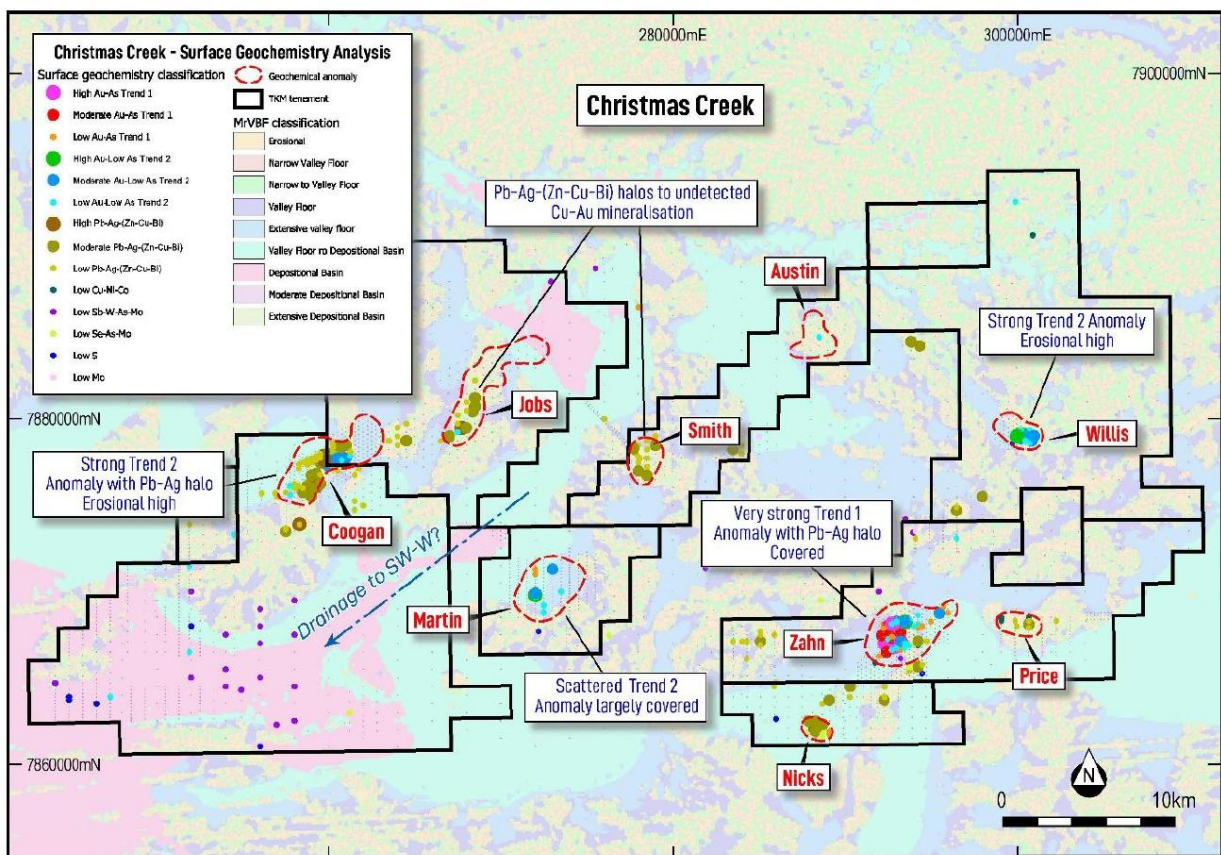 280000mE
300000mE
7900000mN
Christmas Creek - Surface Geochemistry Analysis
Surface geochemistry classification
High Au-As Trend 1
Moderate Au-As Trend 1
Low Au-As Trend 1
High Au-Low As Trend 2
Moderate Au-Low As Trend 2
Low Au-Low As Trend 2
High Pb-Ag-(Zn-Cu-Bi)
Moderate Pb-Ag-(Zn-Cu-Bi)
Low Pb-Ag-(Zn-Cu-Bi)
Low Cu-Ni-Co
Low Sb-W-As-Mo
Low Se-As-Mo
Low S
Low Mo
Geochemical anomaly
TKM tenement
MrVBF classification
Erosional
Narrow Valley Floor
Narrow to Valley Floor
Valley Floor
Extensive valley floor
Valley Floor ro Depositional Basin
Depositional Basin
Moderate Depositional Basin
Extensive Depositional Basin
Christmas Creek
Pb-Ag-(Zn-Cu-Bi) halos to undetected
Cu-Au mineralisation
Austin
Strong Trend 2 Anomaly
Erosional high
7880000mN
Jobs
Smith
Willis
Strong Trend 2
Anomaly with Pb-Ag halo
Erosional high
Coogan
Very strong Trend 1
Anomaly with Pb-Ag halo
Covered
Drainage to SW-W?
Martin
Zahn
Price
Scattered Trend 2
Anomaly largely covered
7860000mN
Nicks
N
0
10km